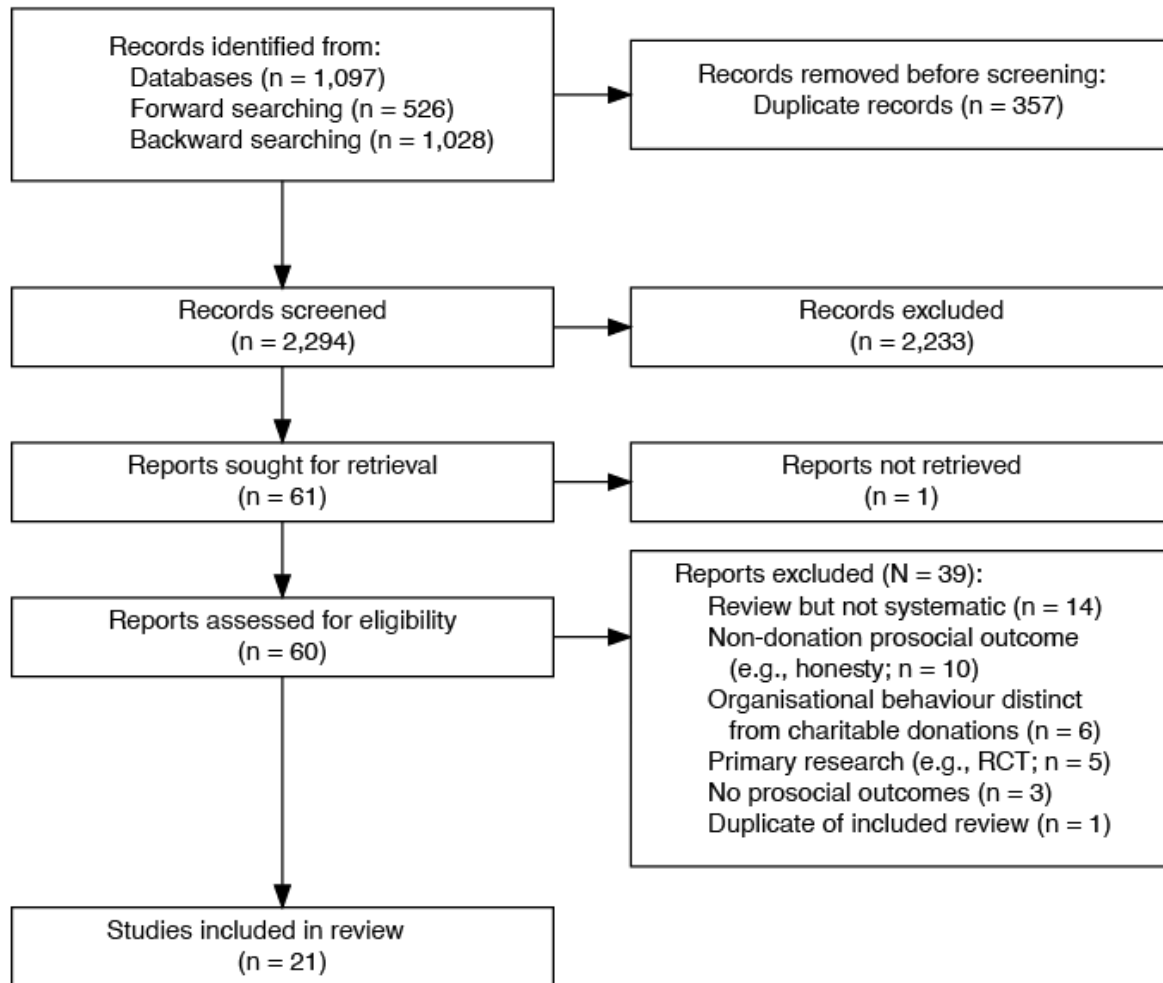 Records identified from:
Databases (n = 1,097)
Forward searching (n = 526)
Backward searching (n = 1,028)
Records removed before screening:
Duplicate records (n = 357)
Records screened
(n = 2,294)
Records excluded
(n = 2,233)
Reports sought for retrieval
(n = 61)
Reports not retrieved
(n = 1)
Reports assessed for eligibility
(n = 60)
Reports excluded (N = 39):
Review but not systematic (n = 14)
Non-donation prosocial outcome
(e.g., honesty; n = 10)
Organisational behaviour distinct
from charitable donations (n = 6)
Primary research (e.g., RCT; n = 5)
No prosocial outcomes (n = 3)
Duplicate of included review (n = 1)
Studies included in review
(n = 21)